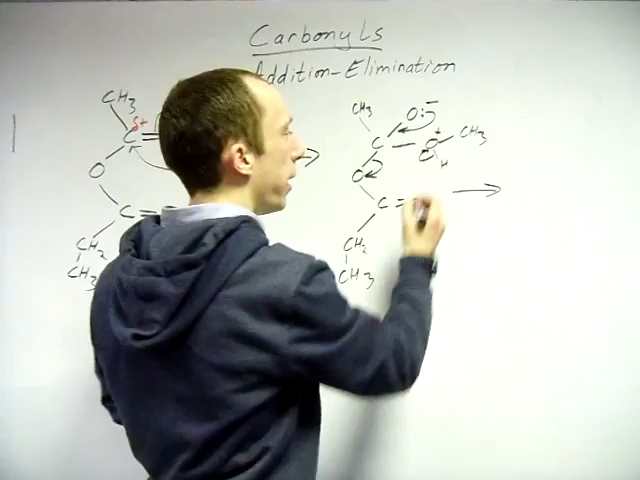 Carbonyls
Addition-Elimination
CH3
δ+
C
O
C
CH2
CH3
CH3
O:-
C
O+
CH3
H
O
C
CH2
CH3